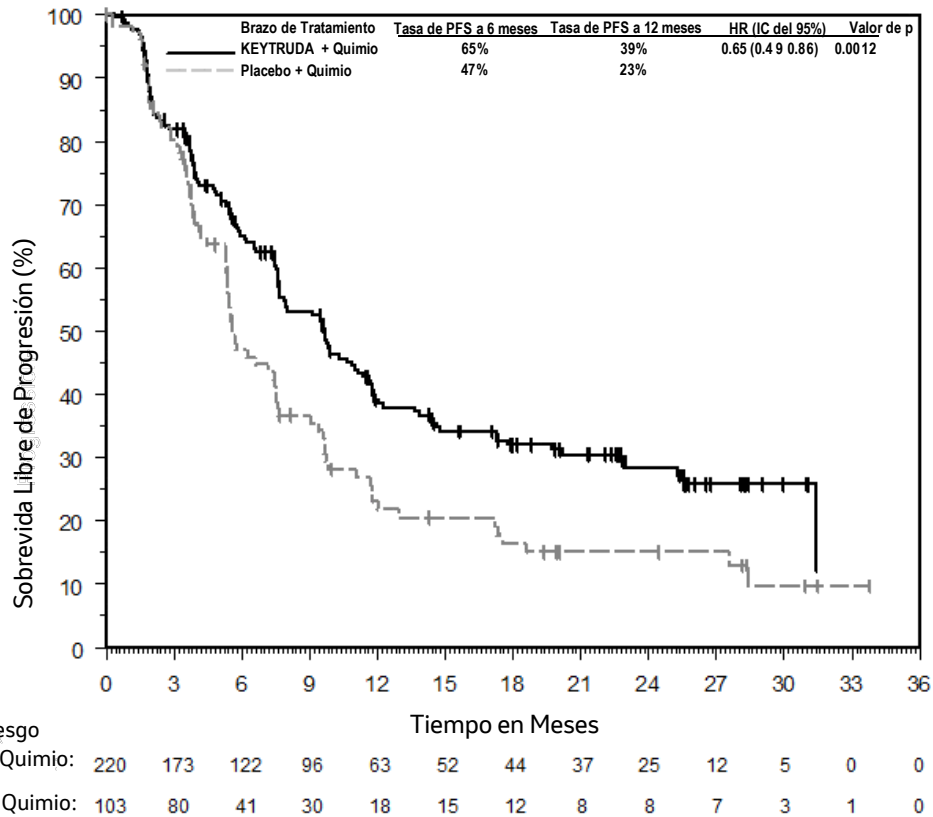 Brazo de Tratamiento Tasa de PFS a 6 meses Tasa de PFS a 12 meses HR (IC del 95%) Valor de p
KEYTRUDA + Quimio 65% 39% 0.65 (0.4 9 0.86) 0.0012
Placebo + Quimio 47% 23%
Sobrevida Libre de Progresión (%)
100
90
80
70
60
50
40
30
20
10
0
0 3 6 9 12 15 18 21 24 27 30 33 36
Tiempo en Meses
esgo
Quimio: 220 173 122 96 63 52 44 37 25 12 5 0 0
Quimio: 103 80 41 30 18 15 12 8 8 7 3 1 0